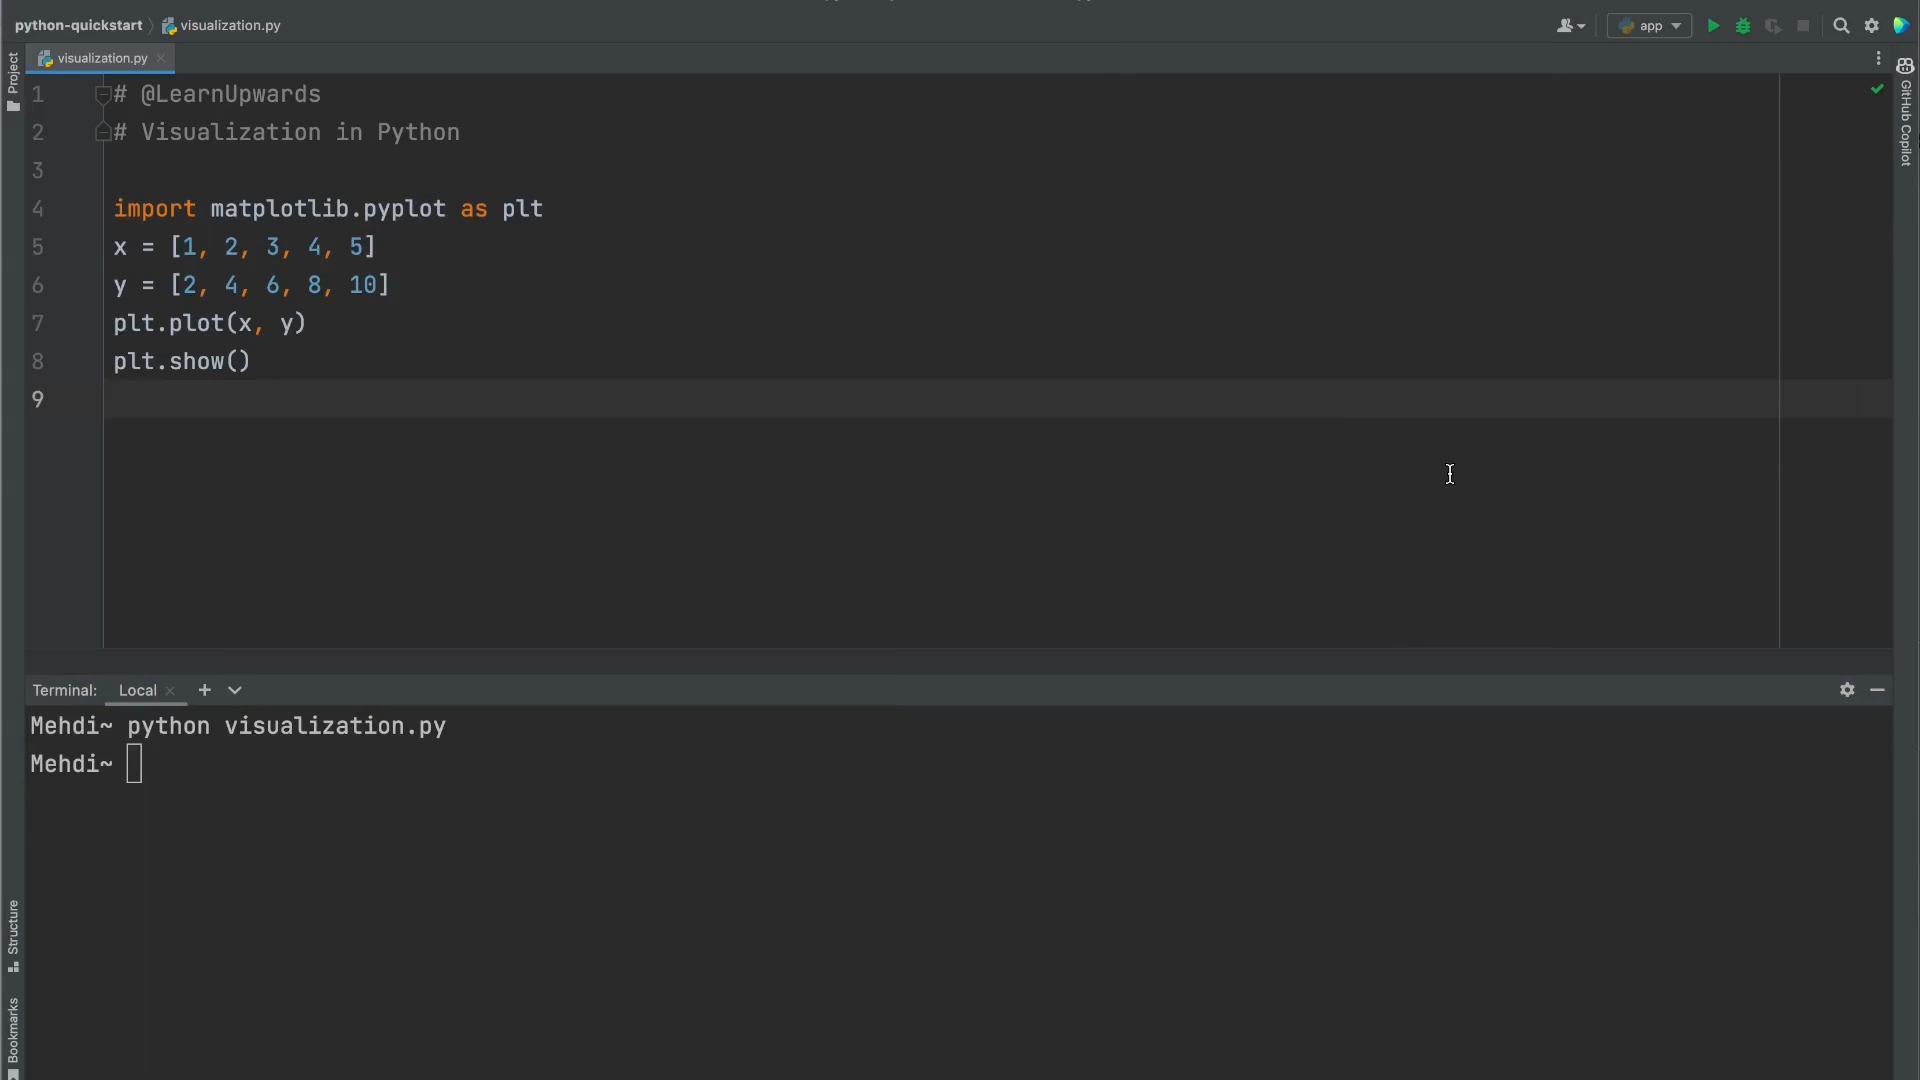 python-quickstart
visualization.py
app
visualization.py
Project
GitHub Copilot
1 # @LearnUpwards
2 # Visualization in Python
3
4 import matplotlib.pyplot as plt
5 x = [1, 2, 3, 4, 5]
6 y = [2, 4, 6, 8, 10]
7 plt.plot(x, y)
8 plt.show()
9
Terminal: Local
Mehdi~ python visualization.py
Mehdi~
Structure
Bookmarks